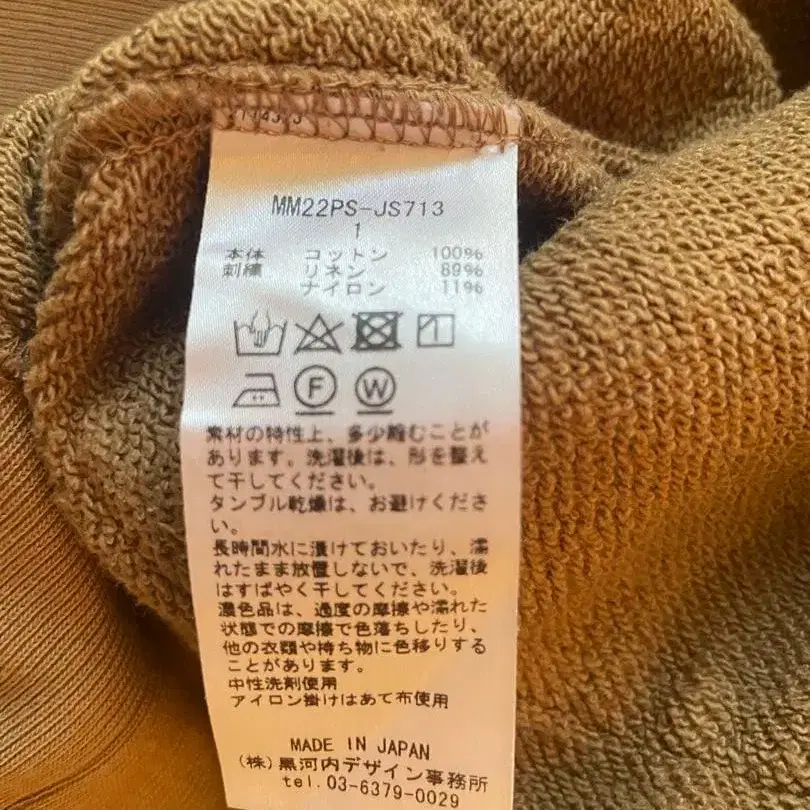 MM22PS-JS713
1
本体 コットン 100%
刺繍 リネン 89%
ナイロン 11%
F W
素材の特性上、多少縮むことが
あります。洗濯後は、形を整え
て干してください。
タンブル乾燥は、お避けくださ
い。
長時間水に漬けておいたり、濡
れたまま放置しないで、洗濯後
はすばやく干してください。
濃色品は、過度の摩擦や濡れた
状態での摩擦で色落ちしたり、
他の衣類や持ち物に色移りする
ことがあります。
中性洗剤使用
アイロン掛けはあて布使用
MADE IN JAPAN
(株)黒河内デザイン事務所
tel.03-6379-0029